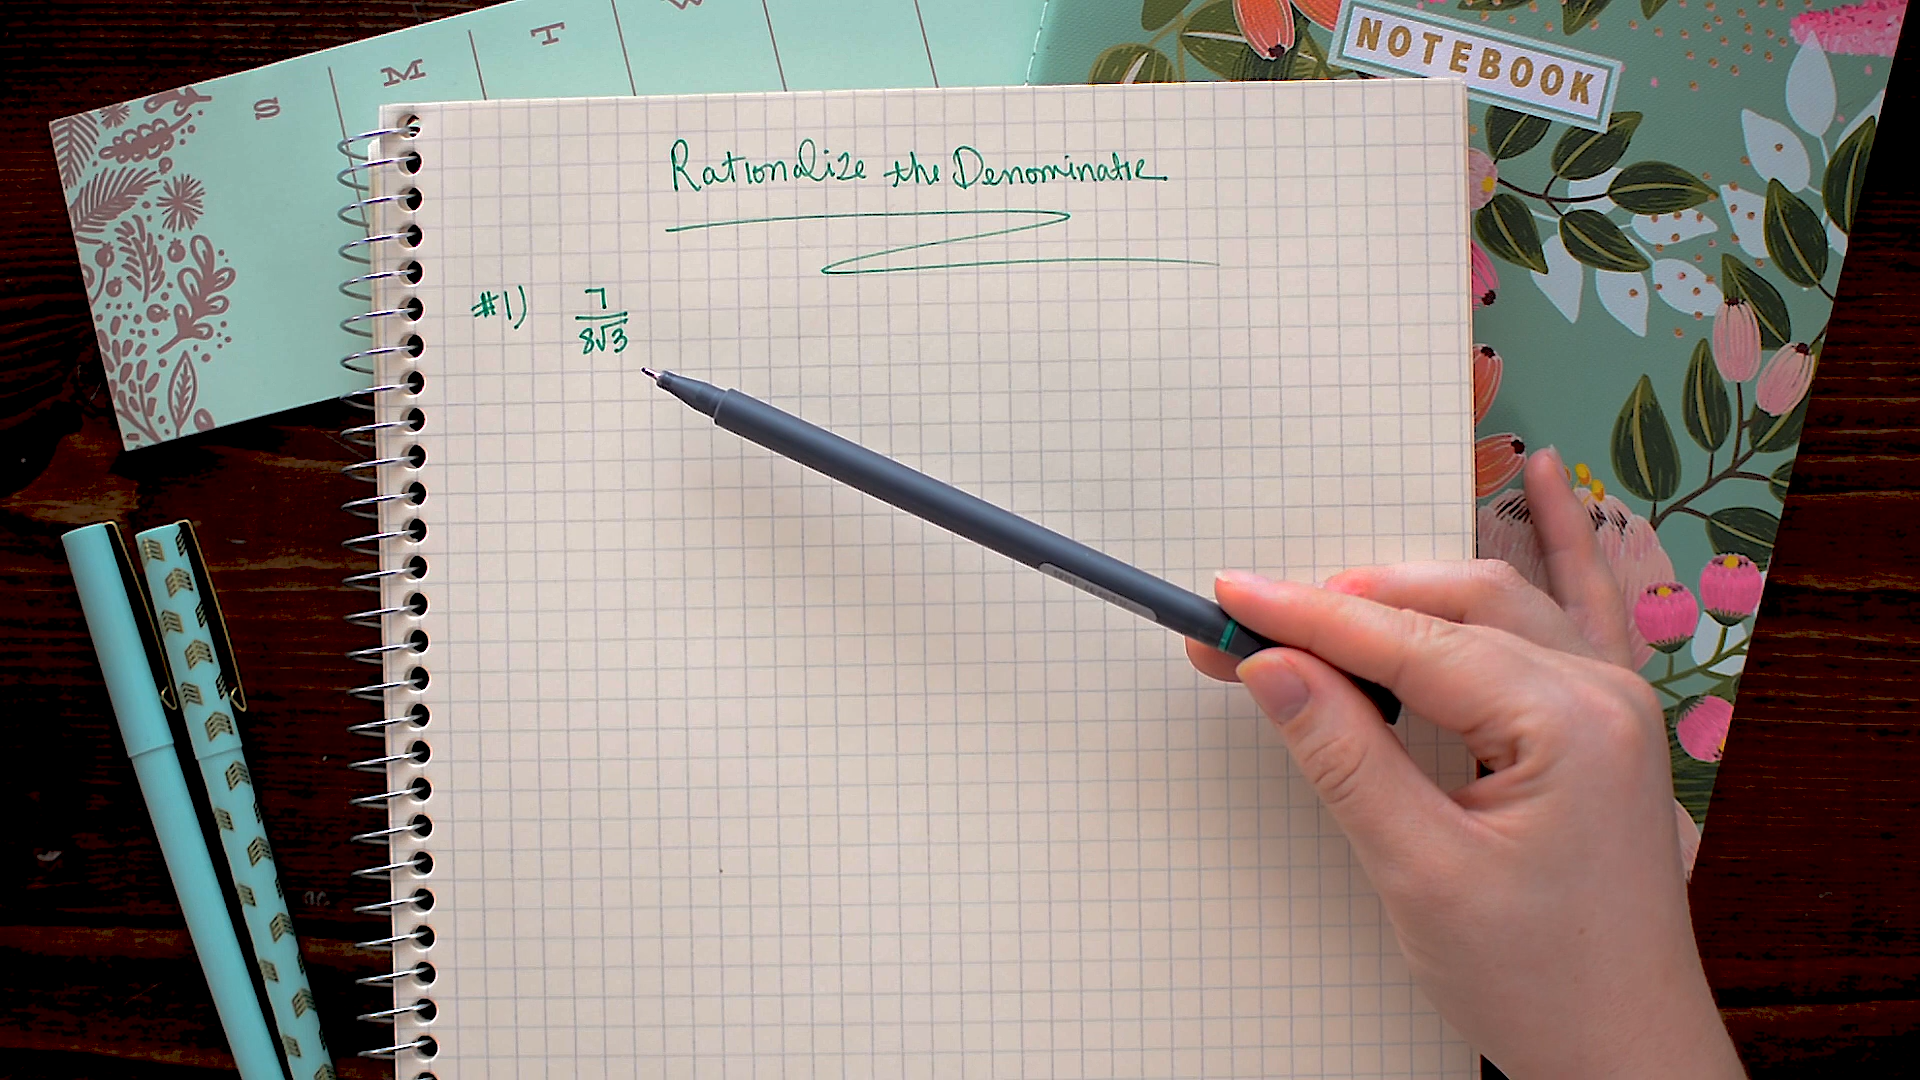 S M T W
NOTEBOOK
Rationalize the Denominator
#1) 7
8√3